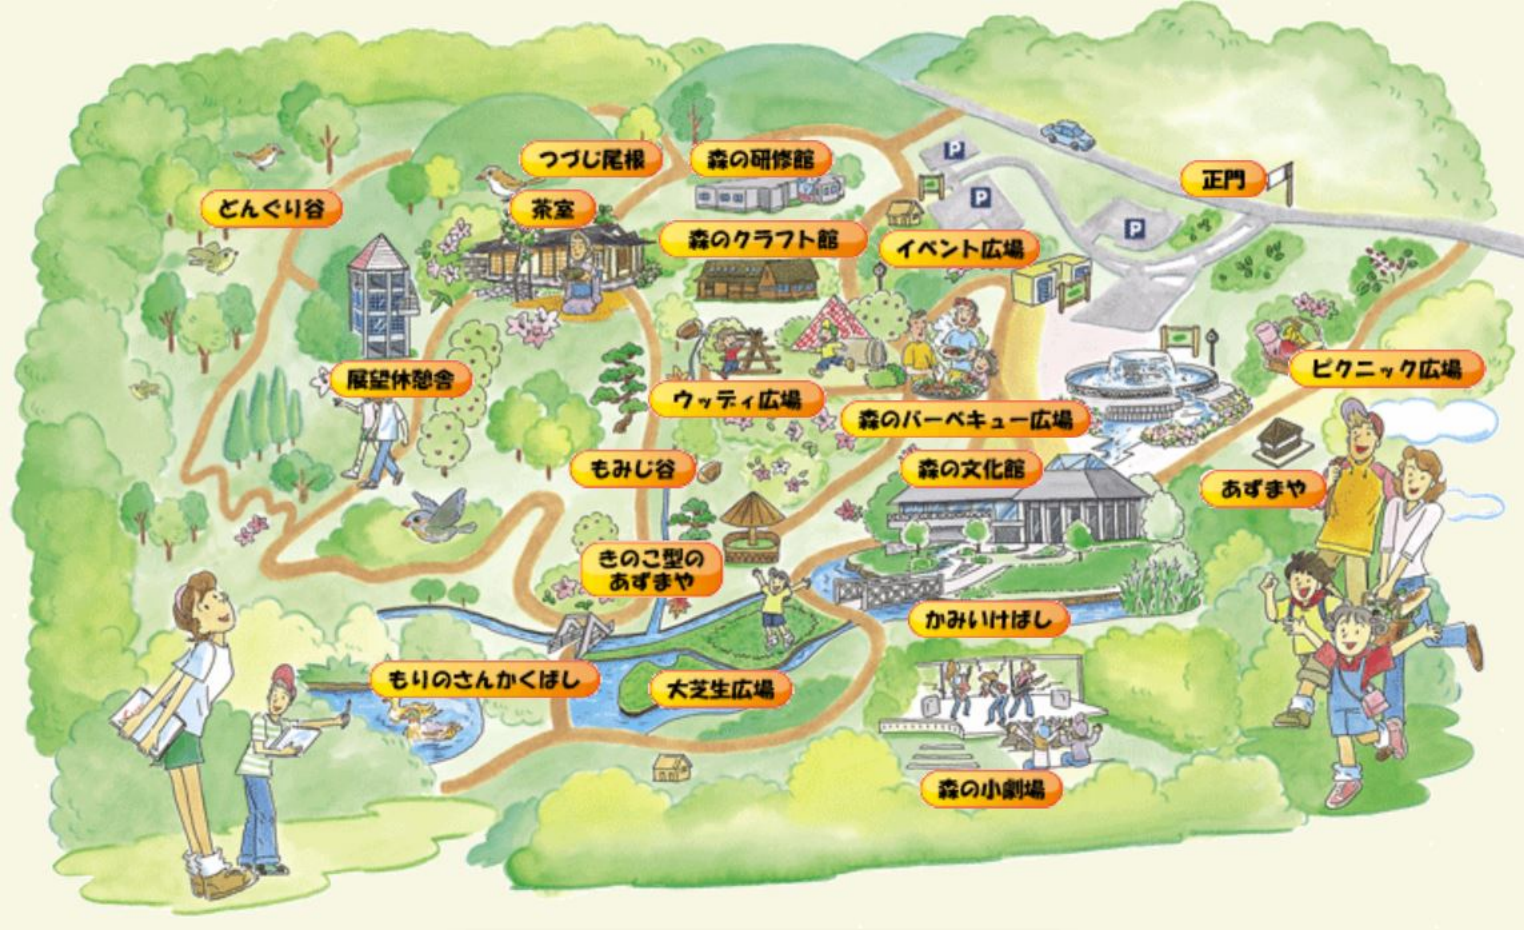 つづじ尾根
森の研修館
正門
どんぐり谷
茶室
P
P
P
森のクラフト館
イベント広場
展望休憩舎
ウッディ広場
森のバーベキュー広場
ピクニック広場
もみじ谷
森の文化館
あずまや
きのこ型の
あずまや
かみいけばし
もりのさんかくばし
大芝生広場
森の小劇場